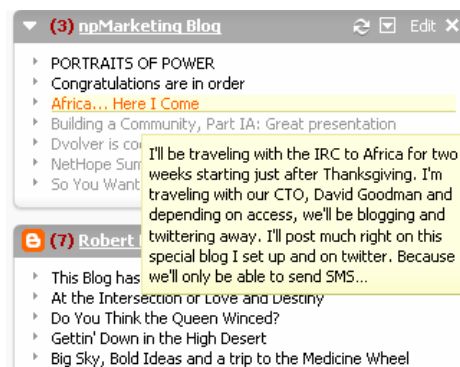 (3) npMarketing Blog Edit
PORTRAITS OF POWER
Congratulations are in order
Africa... Here I Come
Building a Community, Part IA: Great presentation
Dvolver is
NetHope
So You Want
I'll be traveling with the IRC to Africa for two
weeks starting just after Thanksgiving. I'm
traveling with our CTO, David Goodman and
depending on access, we'll be blogging and
twittering away. I'll post much right on this
special blog I set up and on twitter. Because
we'll only be able to send SMS...
(7) Robert
This Blog has
At the Intersection of Love and Destiny
Do You Think the Queen Winced?
Gettin' Down in the High Desert
Big Sky, Bold Ideas and a trip to the Medicine Wheel